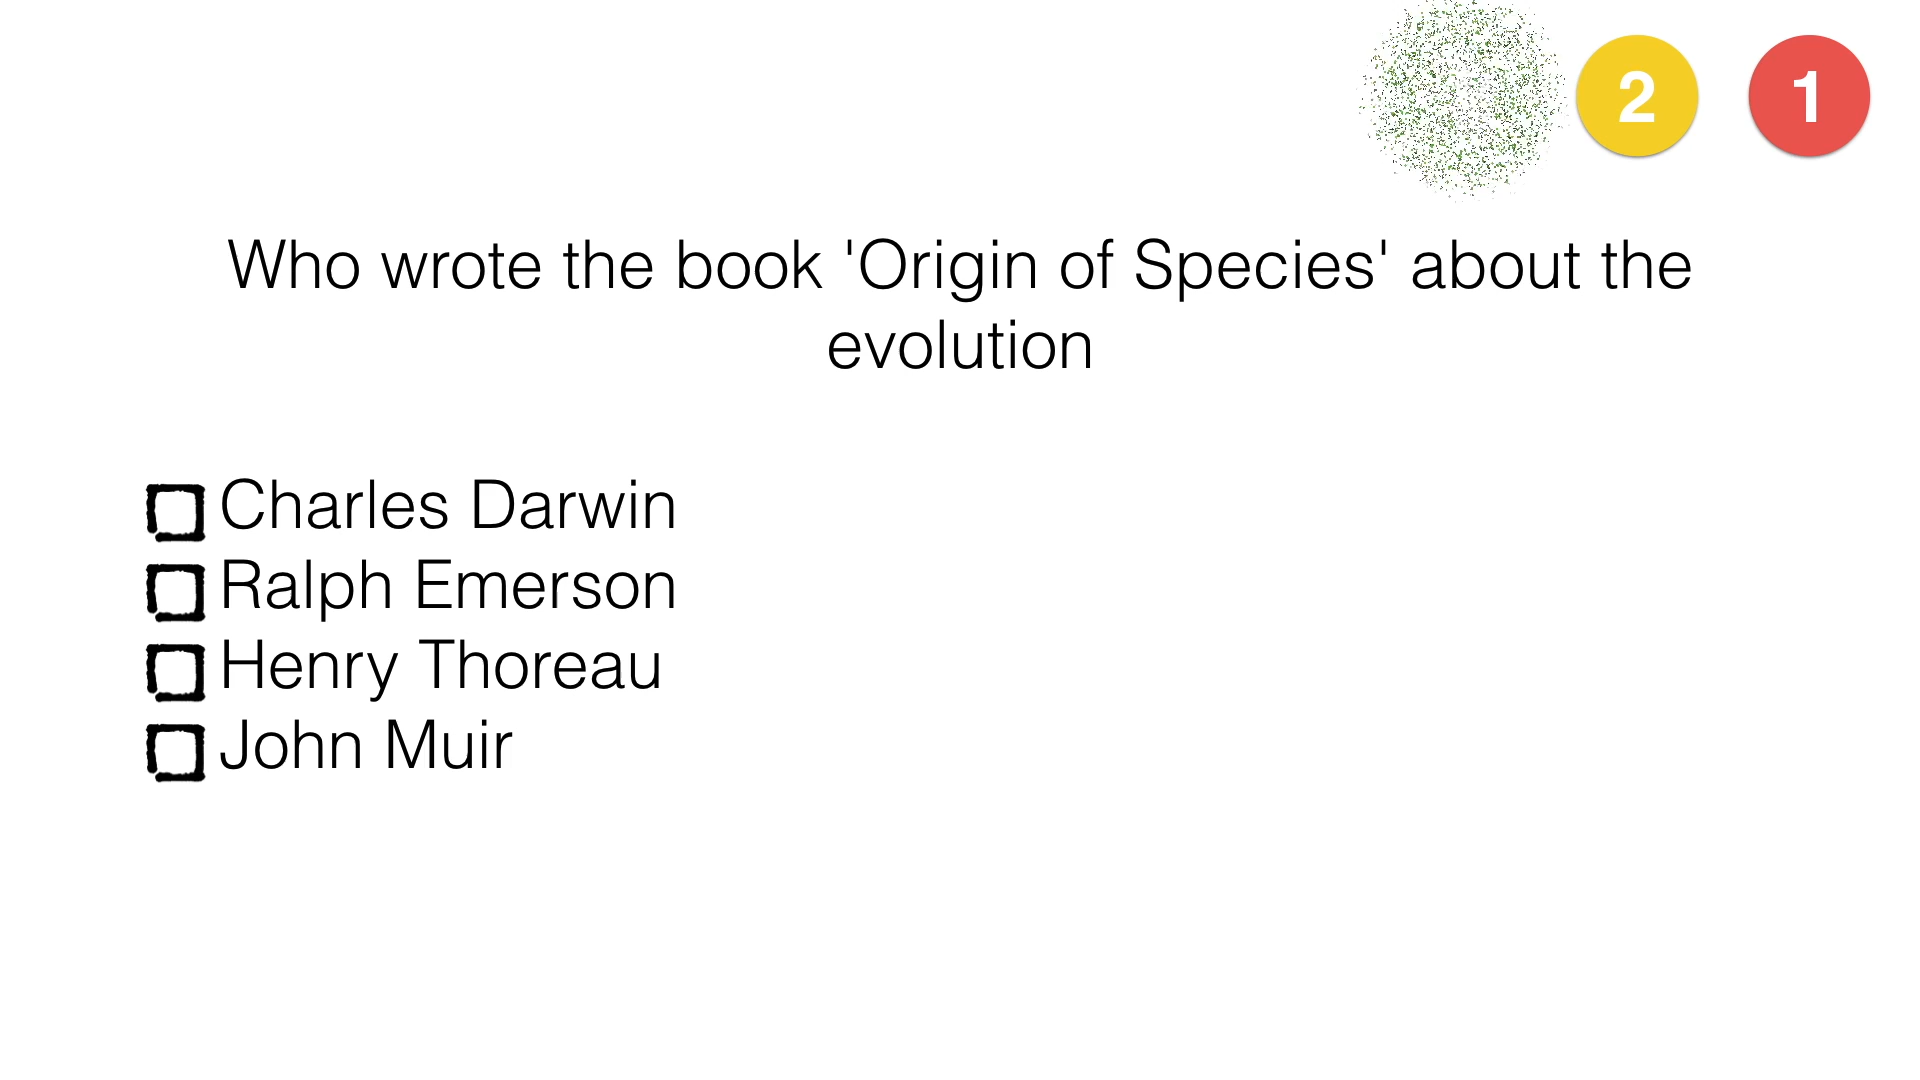 2 1
Who wrote the book 'Origin of Species' about the
evolution
Charles Darwin
Ralph Emerson
Henry Thoreau
John Muir